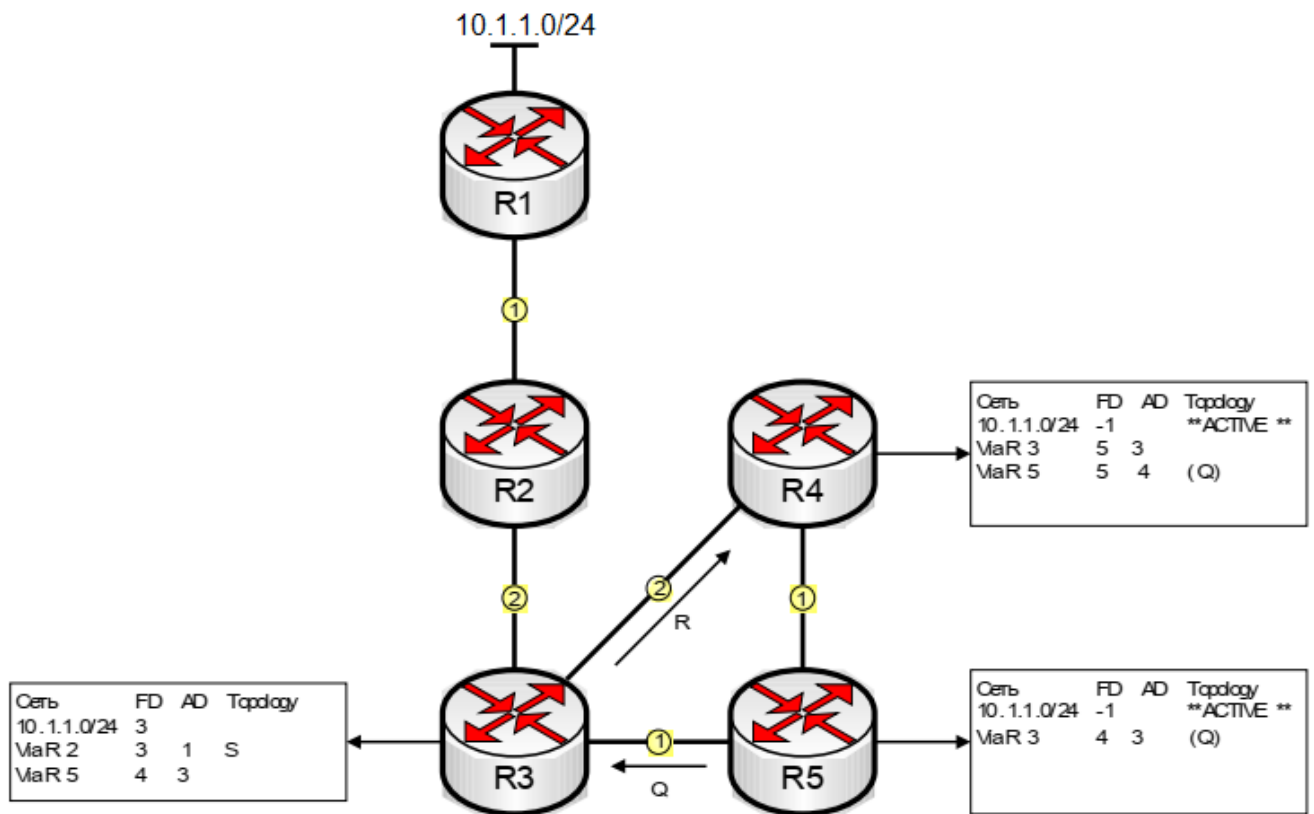 10.1.1.0/24
R1
1
R2
R4
Сеть FD AD Topology
10.1.1.0/24 -1 **ACTIVE **
Via R 3 5 3
Via R 5 5 4 (Q)
2
2
1
R
Сеть FD AD Topology
10.1.1.0/24 3
Via R 2 3 1 S
Via R 5 4 3
R3
1
Q
R5
Сеть FD AD Topology
10.1.1.0/24 -1 **ACTIVE **
Via R 3 4 3 (Q)